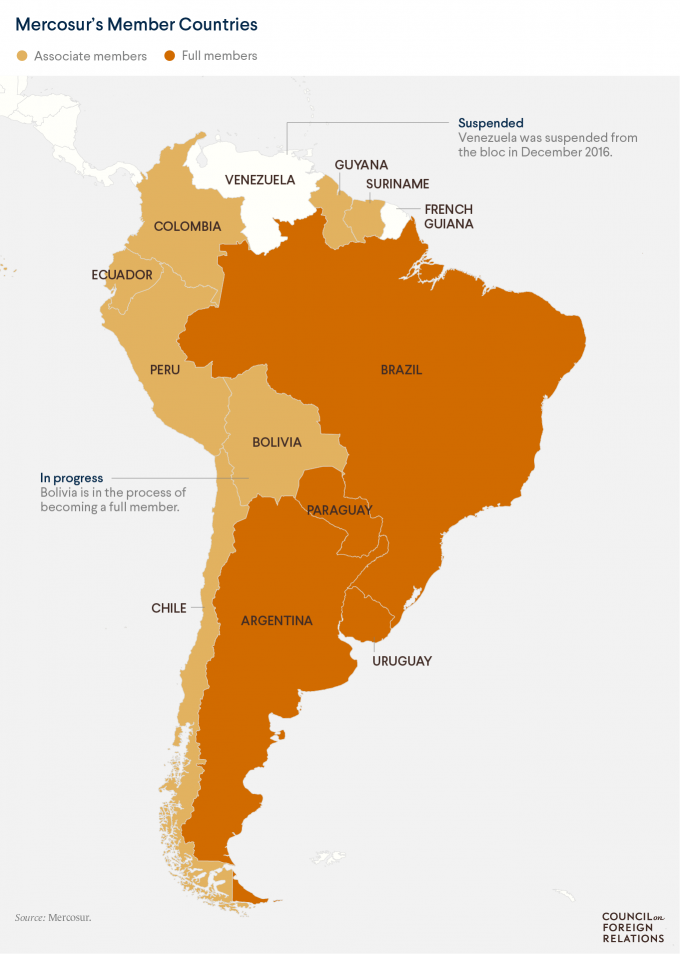 Mercosur's Member Countries
Associate members
Full members
Suspended
Venezuela was suspended from
the bloc in December 2016.
GUYANA
VENEZUELA
SURINAME
FRENCH
GUIANA
COLOMBIA
ECUADOR
PERU
BRAZIL
BOLIVIA
In progress
Bolivia is in the process of
becoming a full member.
PARAGUAY
CHILE
ARGENTINA
URUGUAY
Source: Mercosur.
COUNCIL on
FOREIGN
RELATIONS